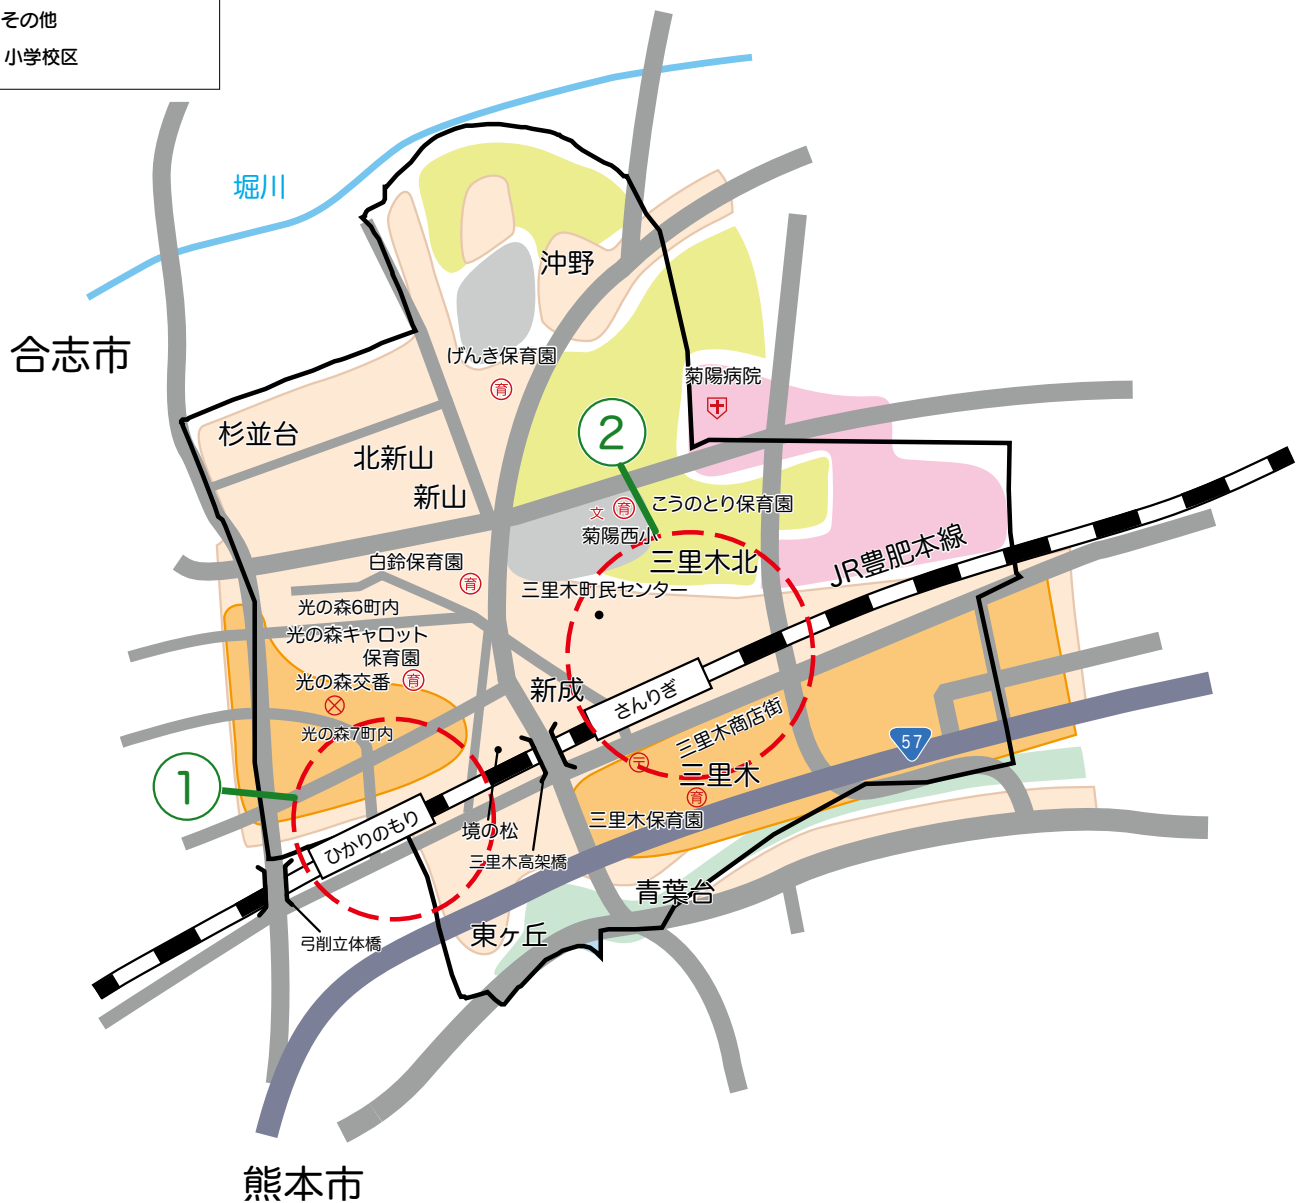 その他
小学校区
堀川
合志市
沖野
げんき保育園
育
菊陽病院
杉並台
2
北新山
新山
文
育
こうのとり保育園
菊陽西小
三里木北
JR豊肥本線
白鈴保育園
育
三里木町民センター
光の森6町内
光の森キャロット
保育園
育
光の森交番
新成
さんりぎ
光の森7町内
三里木商店街
57
〒
三里木
育
三里木保育園
1
ひかりのもり
境の松
三里木高架橋
青葉台
弓削立体橋
東ヶ丘
熊本市